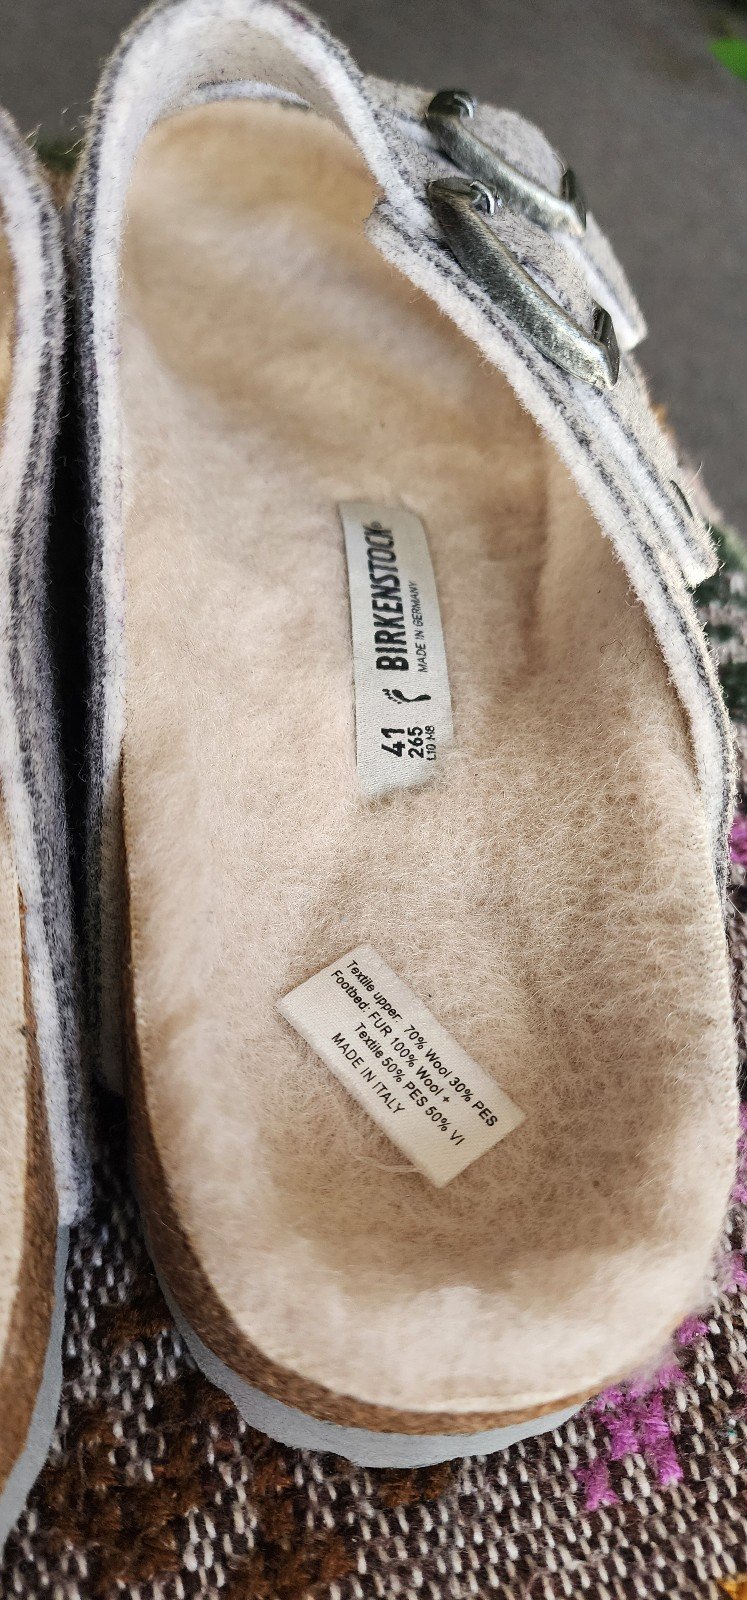 BIRKENSTOCK®
MADE IN GERMANY
41
265
L10 M8
Textile upper: 70% Wool 30% PES
Footbed: FUR 100% Wool +
Textile 50% PES 50% VI
MADE IN ITALY